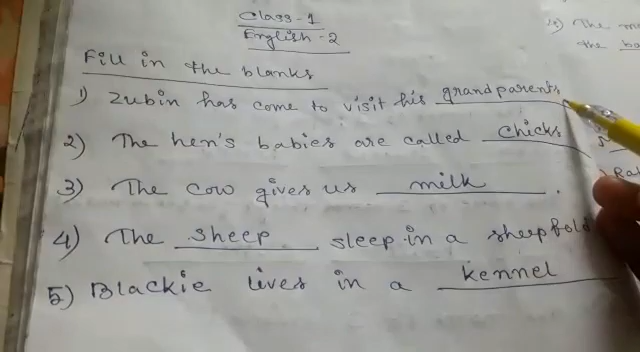 Class-1
English-2
Fill in the blanks
1) Zubin has come to visit his grandparents
2) The hen's babies are called chicks
3) The cow gives us milk .
4) The sheep sleep in a sheepfold
5) Blackie lives in a kennel
The
the